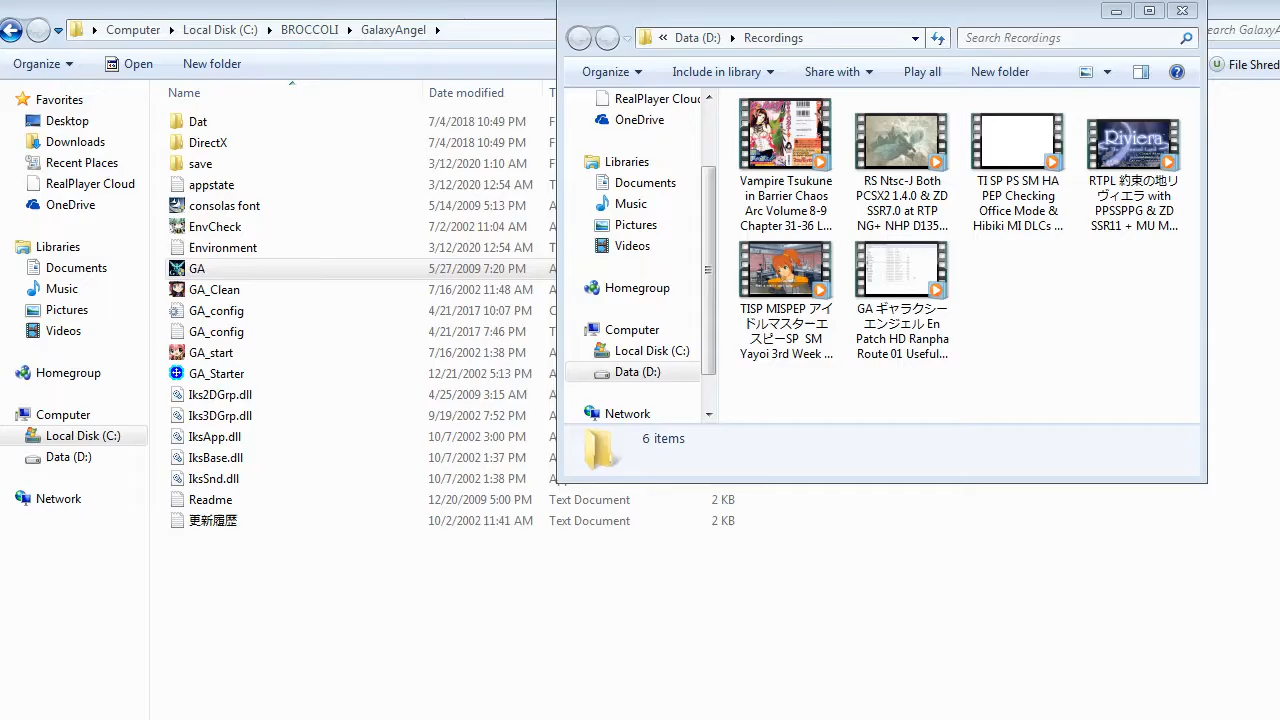 Computer Local Disk (C:) BROCCOLI GalaxyAngel
Organize Open New folder
Favorites
Desktop
Downloads
Recent Places
RealPlayer Cloud
OneDrive
Libraries
Documents
Music
Pictures
Videos
Homegroup
Computer
Local Disk (C:)
Data (D:)
Network
Name Date modified
Dat 7/4/2018 10:49 PM
DirectX 10:49 PM
save 3/12/2020 1:10 AM
appstate 3/12/2020 12:54 AM
consolas font 5/14/2009 5:13 PM
EnvCheck 7/2/2002 11:04 AM
Environment 3/12/2020 12:54 AM
GA 5/27/2009 7:20 PM
GA_Clean 7/16/2002 11:48 AM
GA_config 4/21/2017 10:07 PM
GA_config 4/21/2017 7:46 PM
GA_start 7/16/2002 1:38 PM
GA_Starter 12/21/2002 5:13 PM
Iks2DGrp.dll 4/25/2009 3:15 AM
Iks3DGrp.dll 9/19/2002 7:52 PM
IksApp.dll 10/7/2002 3:00 PM
IksBase.dll 10/7/2002 1:37 PM
IksSnd.dll 10/7/2002 1:38 PM
Readme 12/20/2009 5:00 PM Text Document 2 KB
更新履歴 10/2/2002 11:41 AM Text Document 2 KB
« Data (D:) Recordings Search Recordings
Organize Include in library Share with Play all New folder
RealPlayer Cloud
OneDrive
Libraries
Documents
Music
Pictures
Videos
Homegroup
Computer
Local Disk (C:)
Data (D:)
Network
Vampire Tsukune
in Barrier Chaos
Arc Volume 8-9
Chapter 31-36 L...
RS Ntsc-J Both
PCSX2 1.4.0 & ZD
SSR7.0 at RTP
NG+ NHP D135...
TI SP PS SM HA
PEP Checking
Office Mode &
Hibiki MI DLCs ...
RTPL 約束の地リ
ヴィエラ with
PPSSPPG & ZD
SSR11 + MU M...
TISP MISPEP アイ
ドルマスターエ
スピーSP SM
Yayoi 3rd Week ...
GA ギャラクシー
エンジェル En
Patch HD Ranpha
Route 01 Useful...
6 items
File Shred